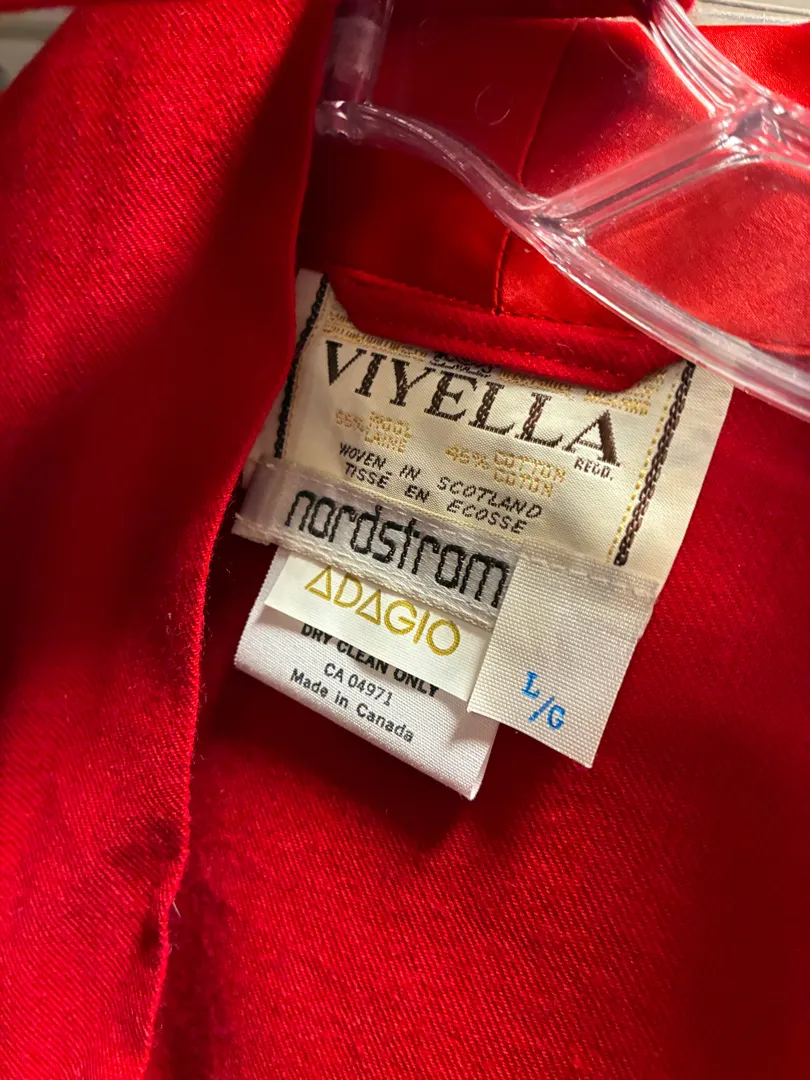 VIYELLA
REGD.
55% WOOL 45% COTTON
LAINE COTON
WOVEN IN SCOTLAND
TISSÉ EN ECOSSE
nordstrom
ADAGIO
DRY CLEAN ONLY
CA 04971
Made in Canada
L/G